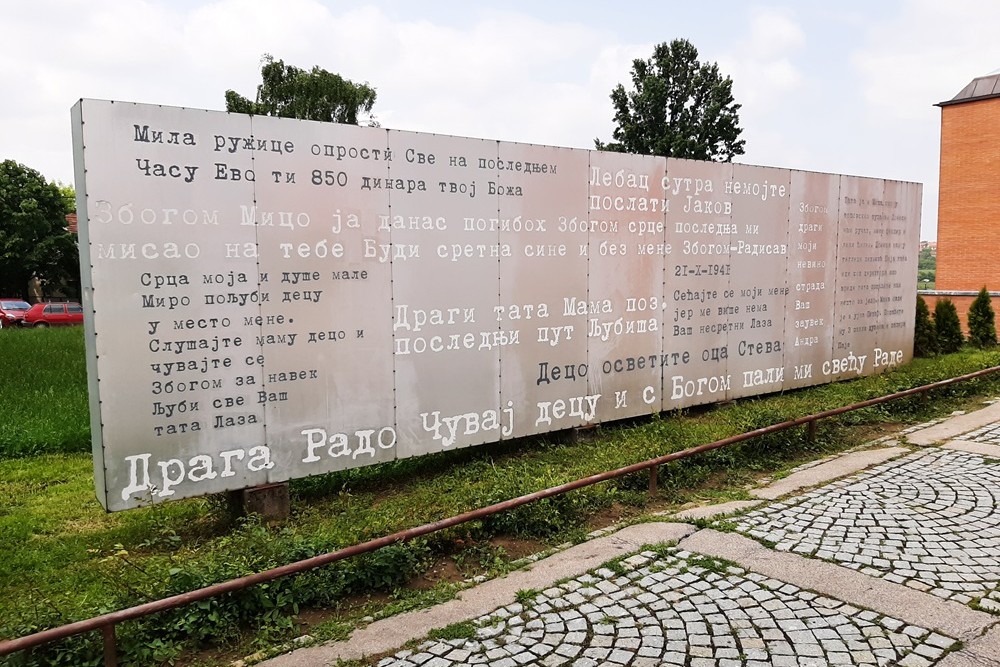 Мила ружице опрости Све на последњем
Часу Ево ти 850 динара твој Божа
Лебац сутра немојте
послати Јаков
Збогом Мицо ја данас погибох Збогом срце последња ми
мисао на тебе Буди сретна сине и без мене Збогом-Радисав
21-X-1941
Срца моја и душе мале
Миро пољуби децу
у место мене.
Слушајте маму децо и
чувајте се
Збогом за навек
Љуби све Ваш
тата Лаза
Драги тата Мама поз.
последњи пут Љубиша
Сећајте се моји мене
јер ме више нема
Ваш несретни Лаза
Децо осветите оца Стева
Збогом
драги
моји
невино
страда
Ваш
заувек
Андра
Драга Радо Чувај децу и с Богом пали ми свећу Раде